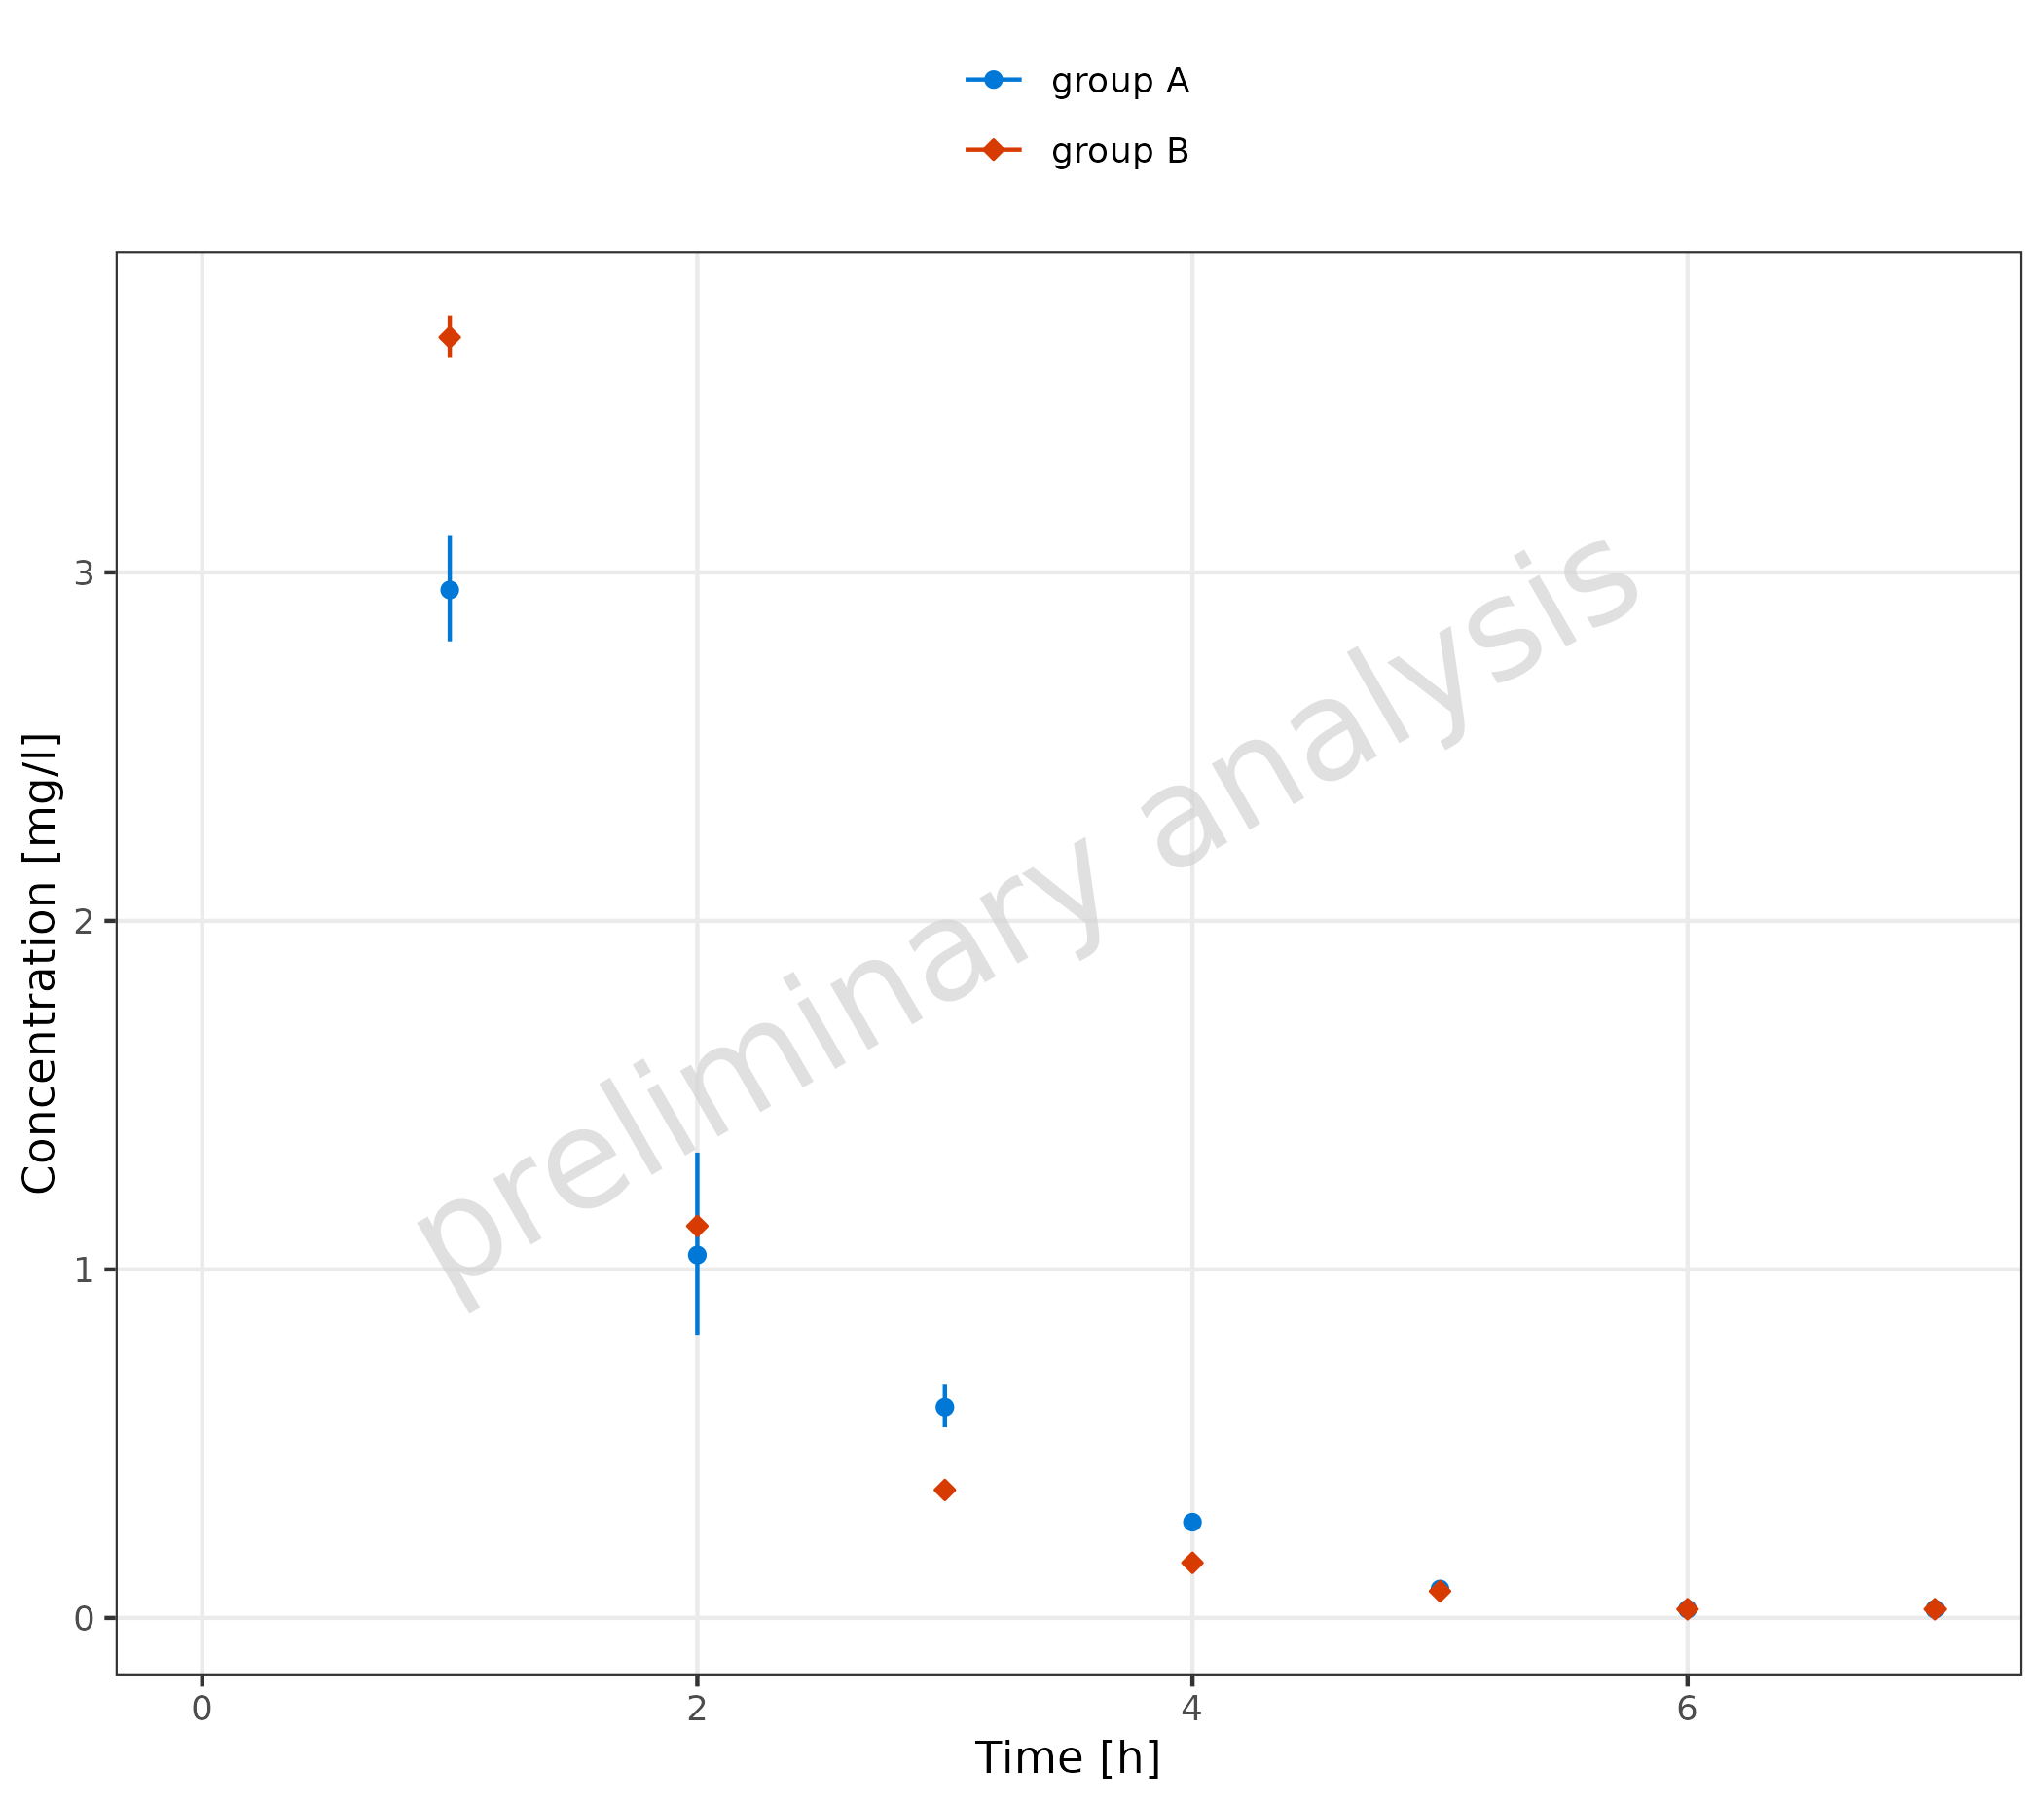 group A
group B
3
2
1
0
Concentration [mg/l]
preliminary analysis
0 2 4 6
Time [h]